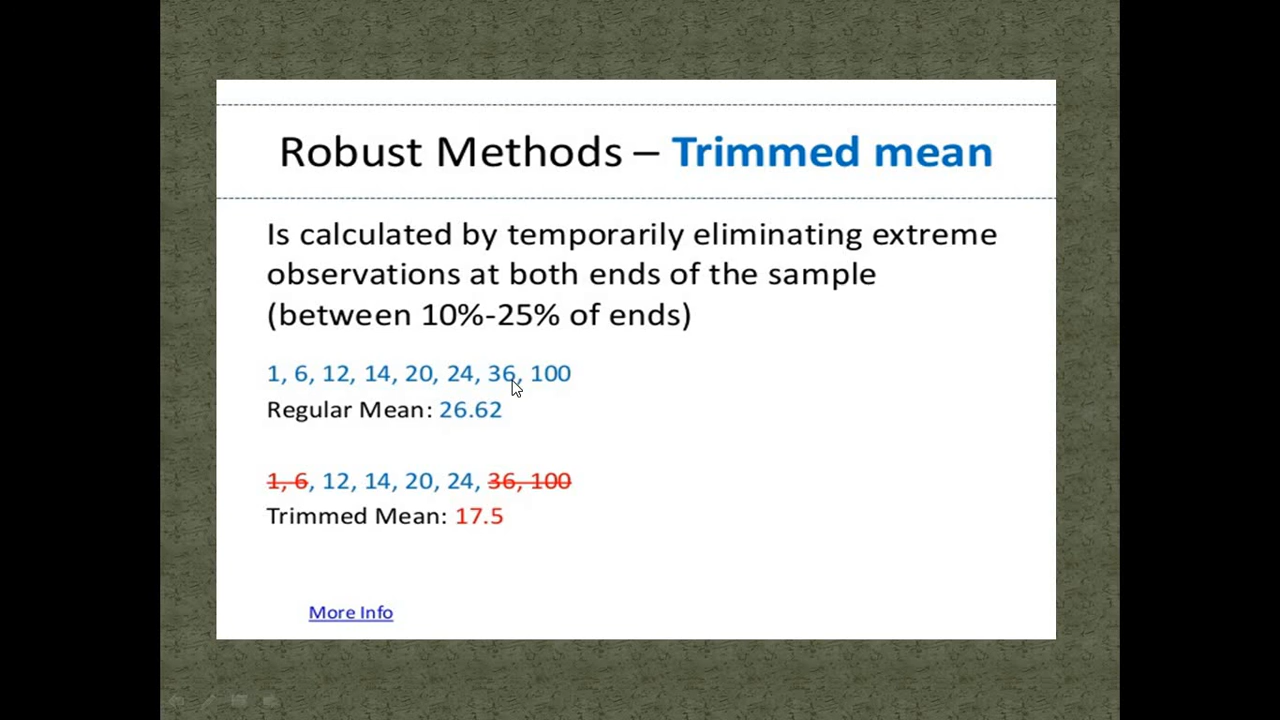 Robust Methods – Trimmed mean
Is calculated by temporarily eliminating extreme
observations at both ends of the sample
(between 10%-25% of ends)
1, 6, 12, 14, 20, 24, 36, 100
Regular Mean: 26.62
1, 6, 12, 14, 20, 24, 36, 100
Trimmed Mean: 17.5
More Info